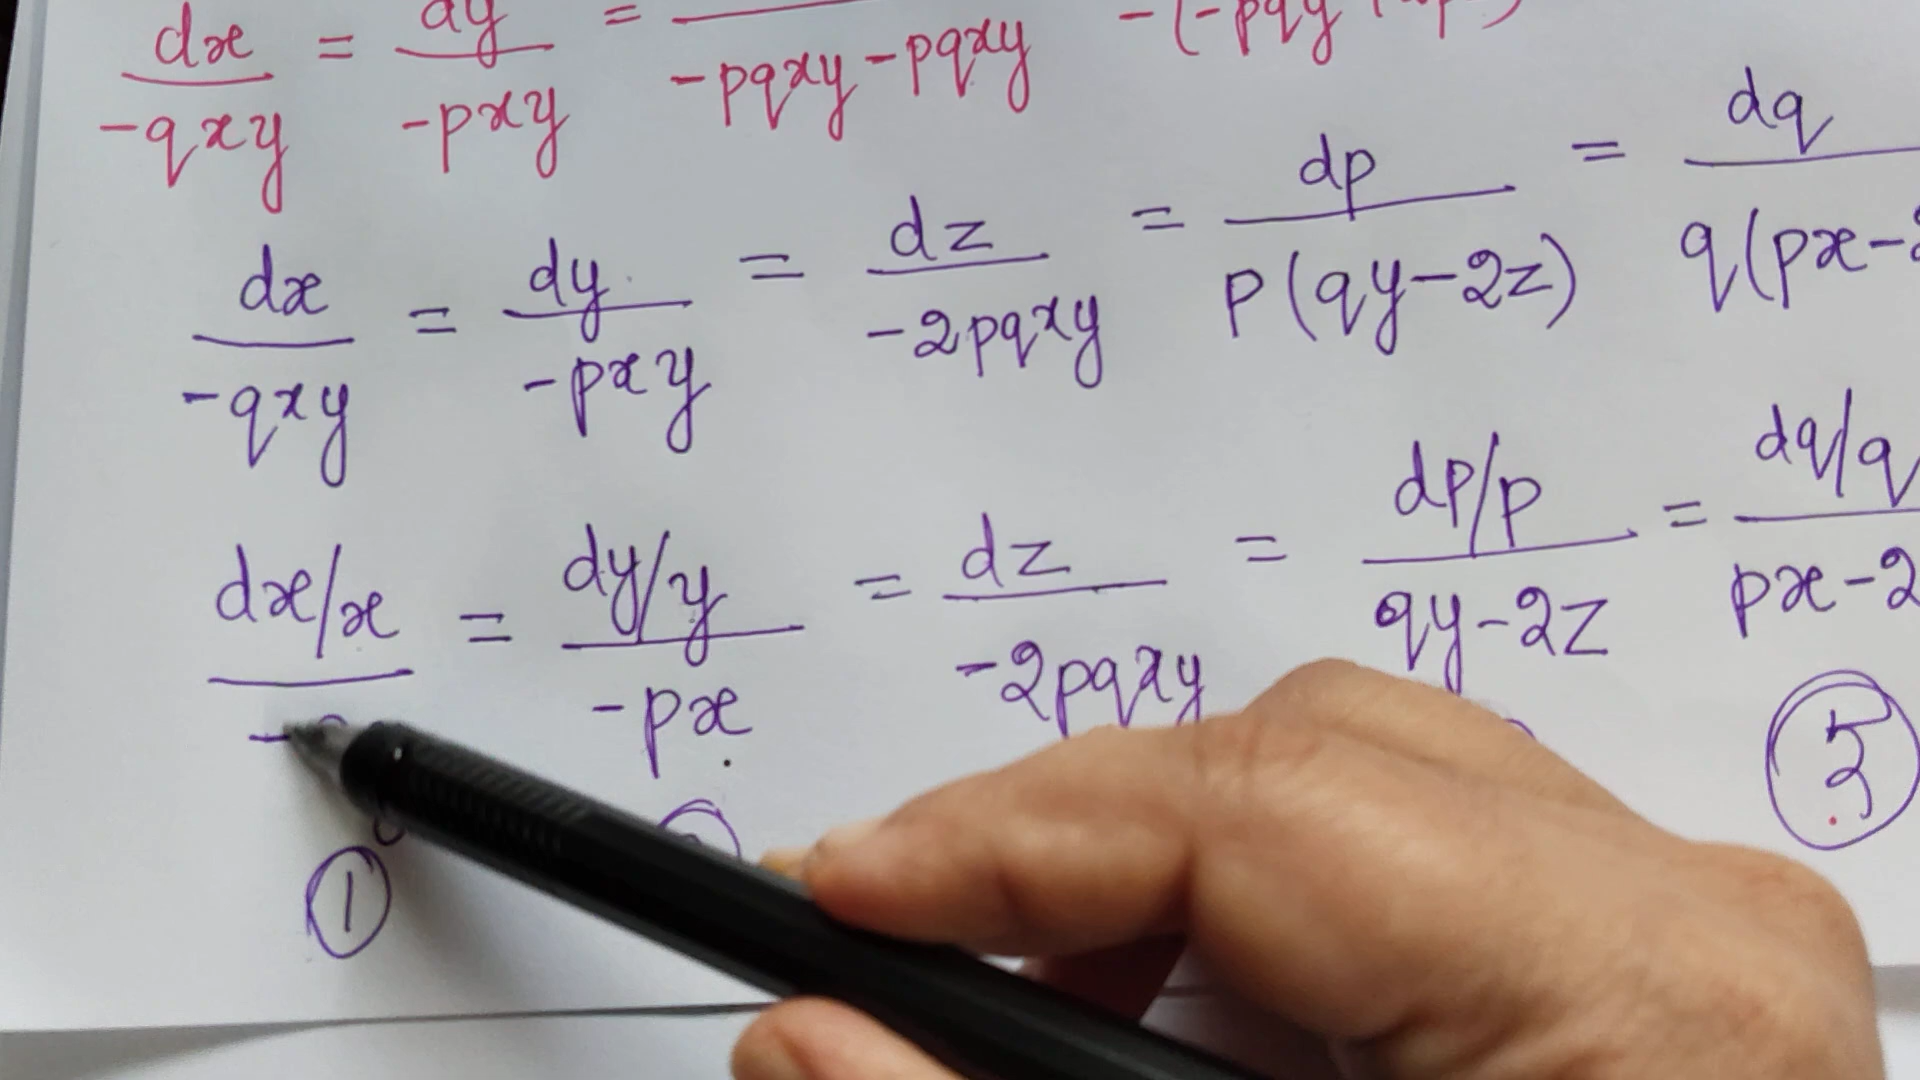 dx/-qxy = dy/-pxy = /-pqxy-pqxy -(-pqy
dx/-qxy = dy/-pxy = dz/-2pqxy = dp/p(qy-2z) = dq/q(px-
(dx/x)/- = (dy/y)/-px = dz/-2pqxy = (dp/p)/qy-2z = (dq/q)/px-2
① ⑤